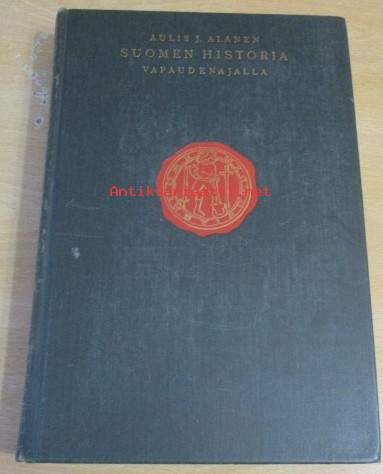 AULIS J. ALANEN
SUOMEN HISTORIA
VAPAUDENAJALLA